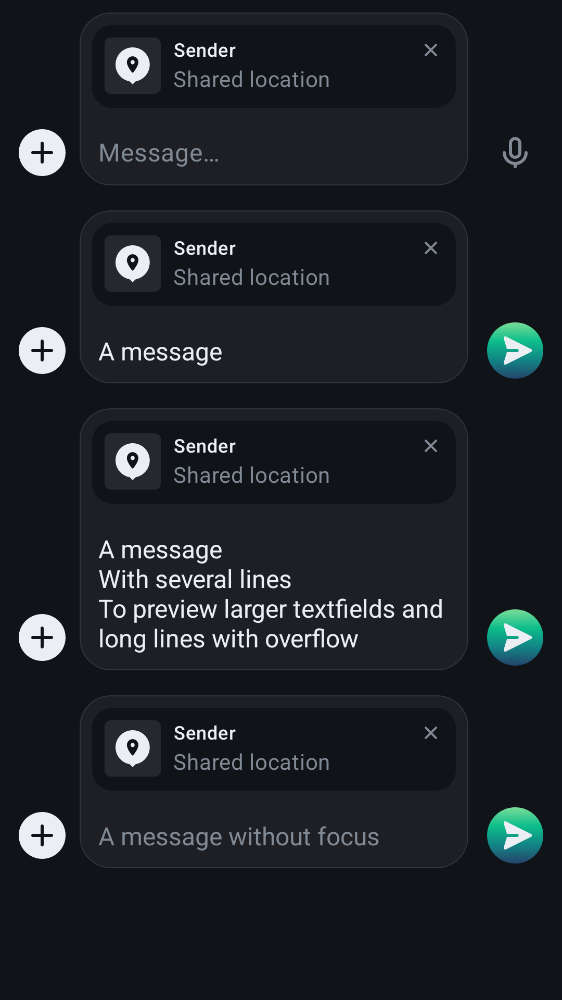 Sender
Shared location
Message…
Sender
Shared location
A message
Sender
Shared location
A message
With several lines
To preview larger textfields and
long lines with overflow
Sender
Shared location
A message without focus